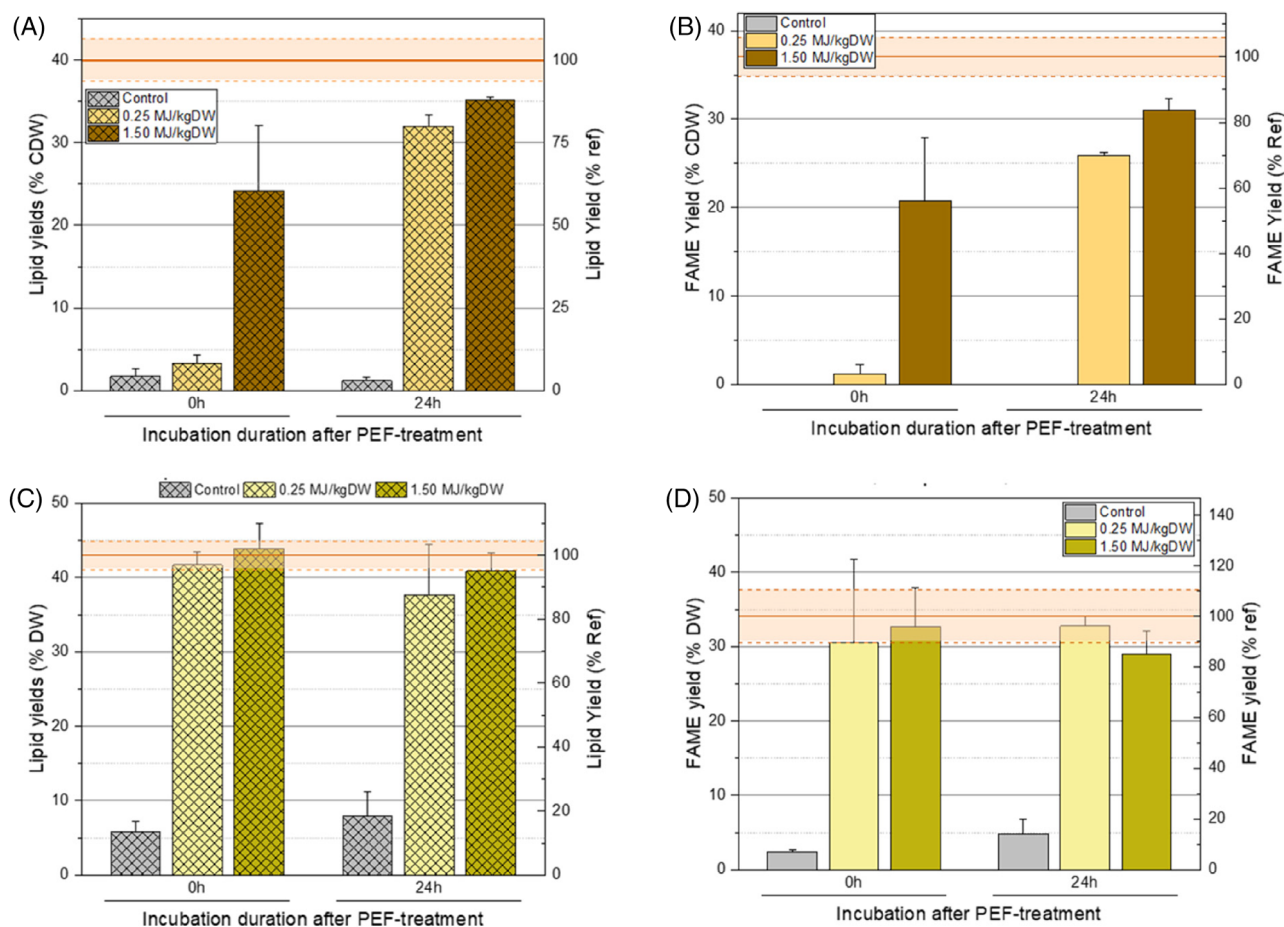 (A)
Lipid yields (% CDW)
40
30
20
10
0
Control
0.25 MJ/kgDW
1.50 MJ/kgDW
100
75
50
25
0
Lipid Yield (% ref)
0h
24h
Incubation duration after PEF-treatment
(B)
FAME Yield (% CDW)
40
30
20
10
0
Control
0.25 MJ/kgDW
1.50 MJ/kgDW
100
80
60
40
20
0
FAME Yield (% Ref)
0h
24h
Incubation duration after PEF-treatment
(C)
Control
0.25 MJ/kgDW
1.50 MJ/kgDW
Lipid yields (% DW)
50
40
30
20
10
0
100
80
60
40
20
0
Lipid Yield (% Ref)
0h
24h
Incubation duration after PEF-treatment
(D)
FAME yield (% DW)
50
40
30
20
10
0
Control
0.25 MJ/kgDW
1.50 MJ/kgDW
140
120
100
80
60
40
20
0
FAME yield (% ref)
0h
24h
Incubation after PEF-treatment